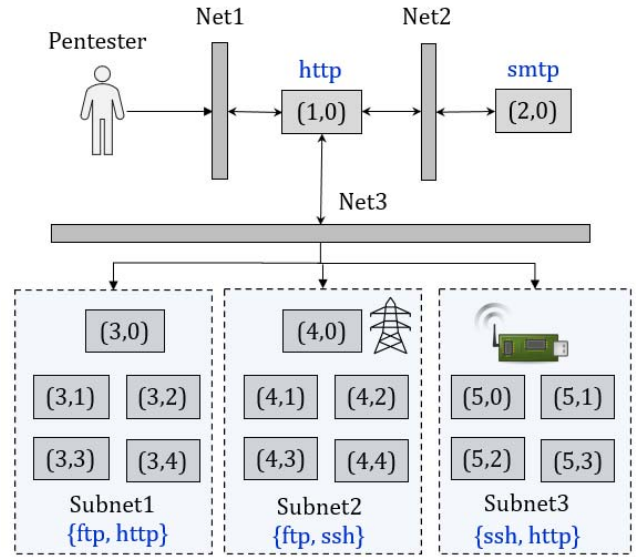 Net1
Net2
Pentester
http
smtp
(1,0)
(2,0)
Net3
(3,0)
(4,0)
(3,1)
(3,2)
(4,1)
(4,2)
(5,0)
(5,1)
(3,3)
(3,4)
(4,3)
(4,4)
(5,2)
(5,3)
Subnet1
Subnet2
Subnet3
{ftp, http}
{ftp, ssh}
{ssh, http}